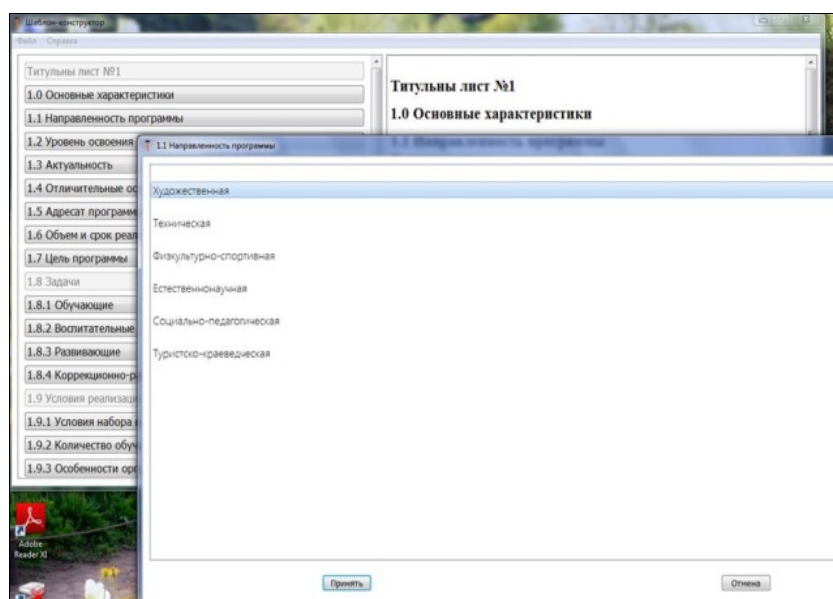 Шаблон-конструктор
Файл Справка
Титульны лист №1
1.0 Основные характеристики
1.1 Направленность программы
1.2 Уровень освоения
1.3 Актуальность
1.4 Отличительные ос
1.5 Адресат программ
1.6 Объем и срок реал
1.7 Цель программы
1.8 Задачи
1.8.1 Обучающие
1.8.2 Воспитательные
1.8.3 Развивающие
1.8.4 Коррекционно-р
1.9 Условия реализаци
1.9.1 Условия набора
1.9.2 Количество обуч
1.9.3 Особенности орг
Титульны лист №1
1.0 Основные характеристики
1.1 Направленность программы
1.1 Направленность программы
Художественная
Техническая
Физкультурно-спортивная
Естественнонаучная
Социально-педагогическая
Туристско-краеведческая
Принять
Отмена
Adobe
Reader XI